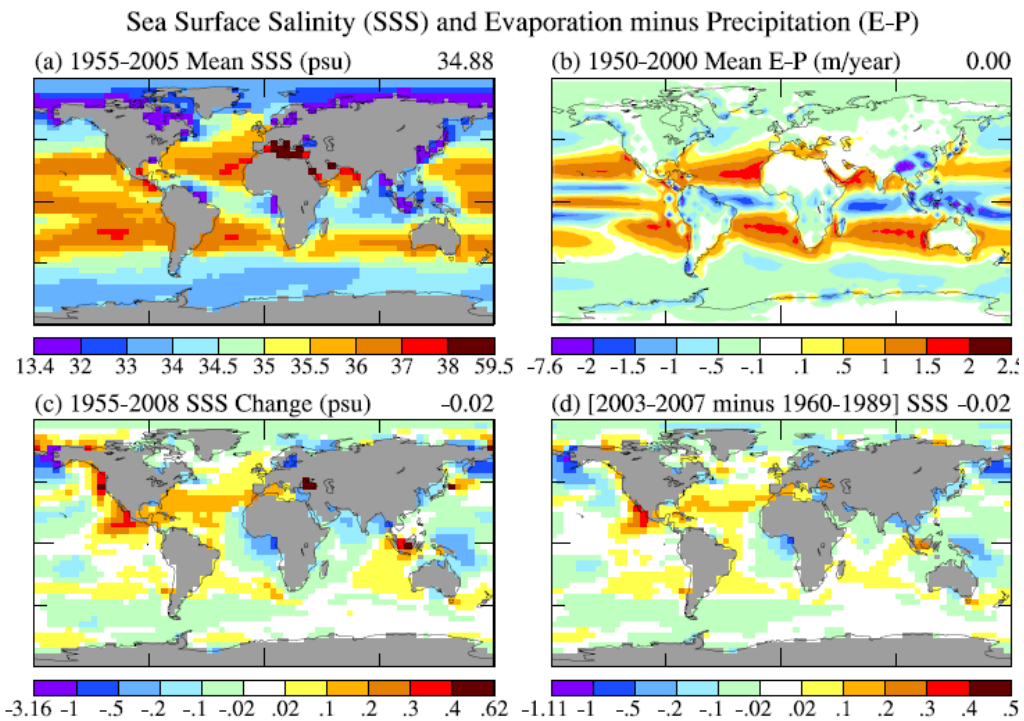 Sea Surface Salinity (SSS) and Evaporation minus Precipitation (E-P)
(a) 1955-2005 Mean SSS (psu) 34.88
(b) 1950-2000 Mean E-P (m/year) 0.00
13.4 32 33 34 34.5 35 35.5 36 37 38 59.5
-7.6 -2 -1.5 -1 -.5 -.1 .1 .5 1 1.5 2 2.5
(c) 1955-2008 SSS Change (psu) -0.02
(d) [2003-2007 minus 1960-1989] SSS -0.02
-3.16 -1 -.5 -.2 -.1 -.02 .02 .1 .2 .3 .4 .62
-1.11 -1 -.5 -.2 -.1 -.02 .02 .1 .2 .3 .4 .5